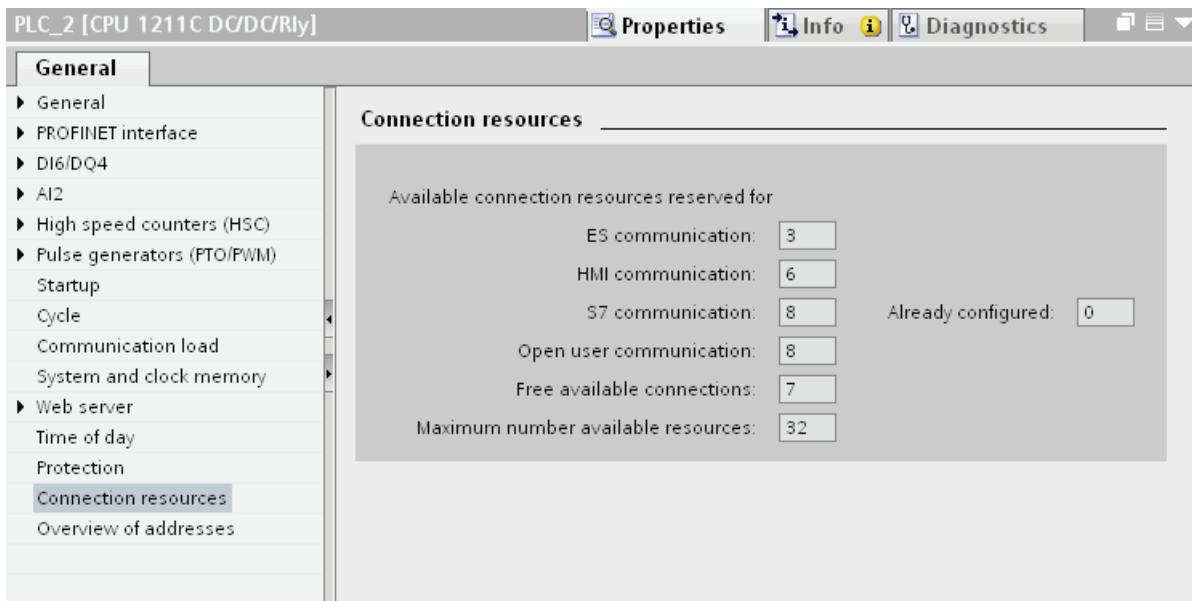 PLC_2 [CPU 1211C DC/DC/Rly]
Properties
Info
Diagnostics
General
General
PROFINET interface
DI6/DQ4
AI2
High speed counters (HSC)
Pulse generators (PTO/PWM)
Startup
Cycle
Communication load
System and clock memory
Web server
Time of day
Protection
Connection resources
Overview of addresses
Connection resources
Available connection resources reserved for
ES communication: 3
HMI communication: 6
S7 communication: 8 Already configured: 0
Open user communication: 8
Free available connections: 7
Maximum number available resources: 32